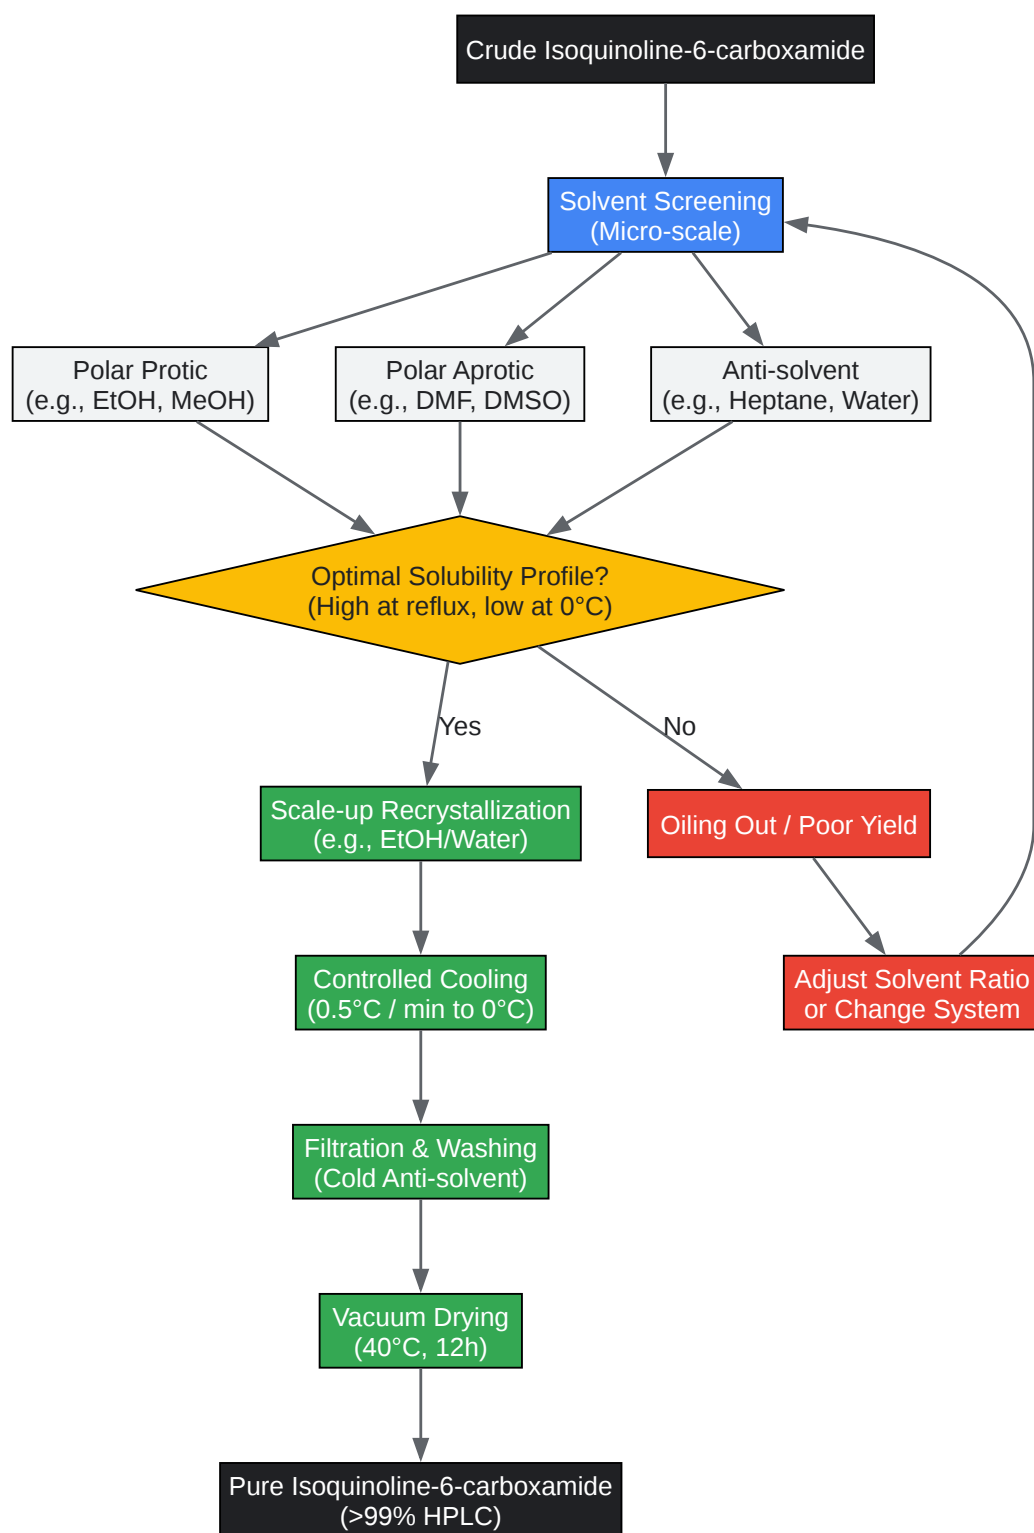 Crude Isoquinoline-6-carboxamide
Solvent Screening
(Micro-scale)
Polar Protic
(e.g., EtOH, MeOH)
Polar Aprotic
(e.g., DMF, DMSO)
Anti-solvent
(e.g., Heptane, Water)
Optimal Solubility Profile?
(High at reflux, low at 0°C)
Yes
No
Scale-up Recrystallization
(e.g., EtOH/Water)
Oiling Out / Poor Yield
Controlled Cooling
(0.5°C / min to 0°C)
Adjust Solvent Ratio
or Change System
Filtration & Washing
(Cold Anti-solvent)
Vacuum Drying
(40°C, 12h)
Pure Isoquinoline-6-carboxamide
(>99% HPLC)